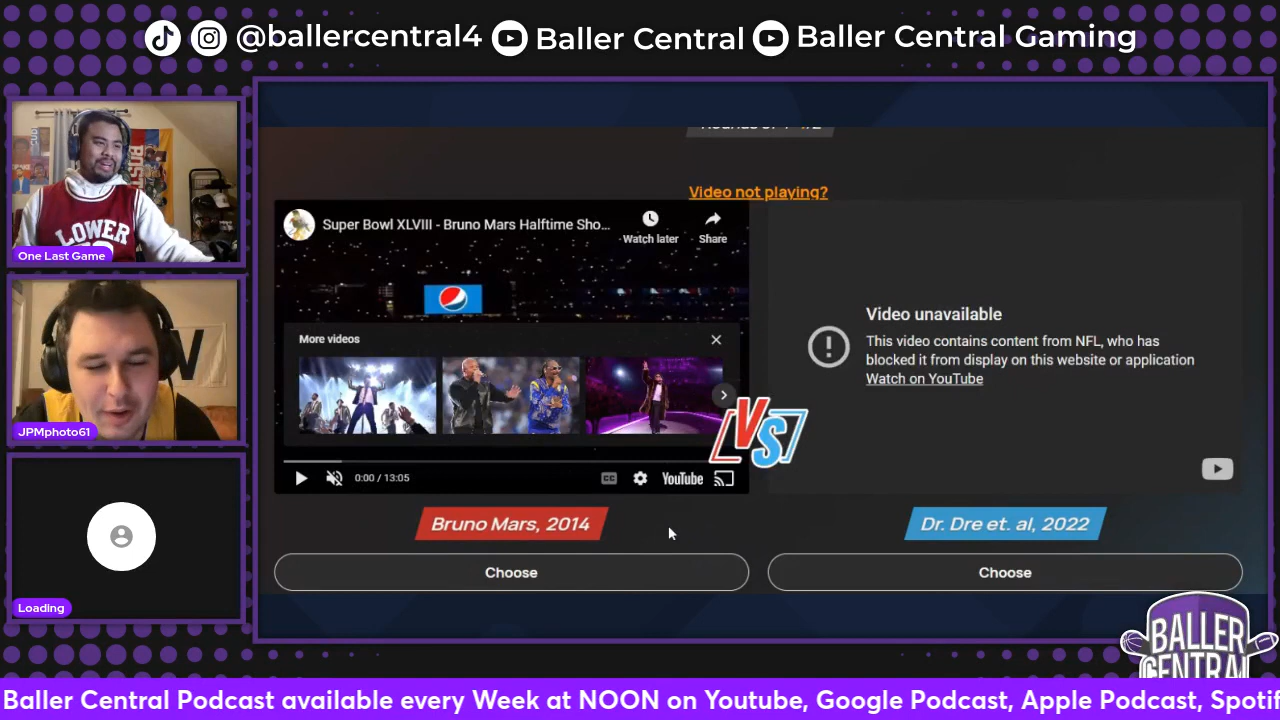 @ballercentral4 Baller Central Baller Central Gaming
Video not playing?
Super Bowl XLVIII - Bruno Mars Halftime Sho...
Watch later
Share
More videos
0:00 / 13:05
CC
YouTube
VS
Video unavailable
This video contains content from NFL, who has
blocked it from display on this website or application
Watch on YouTube
Bruno Mars, 2014
Dr. Dre et. al, 2022
Choose
Choose
LOWER
One Last Game
JPMphoto61
Loading
BALLER
CENTRAL
Baller Central Podcast available every Week at NOON on Youtube, Google Podcast, Apple Podcast, Spotif